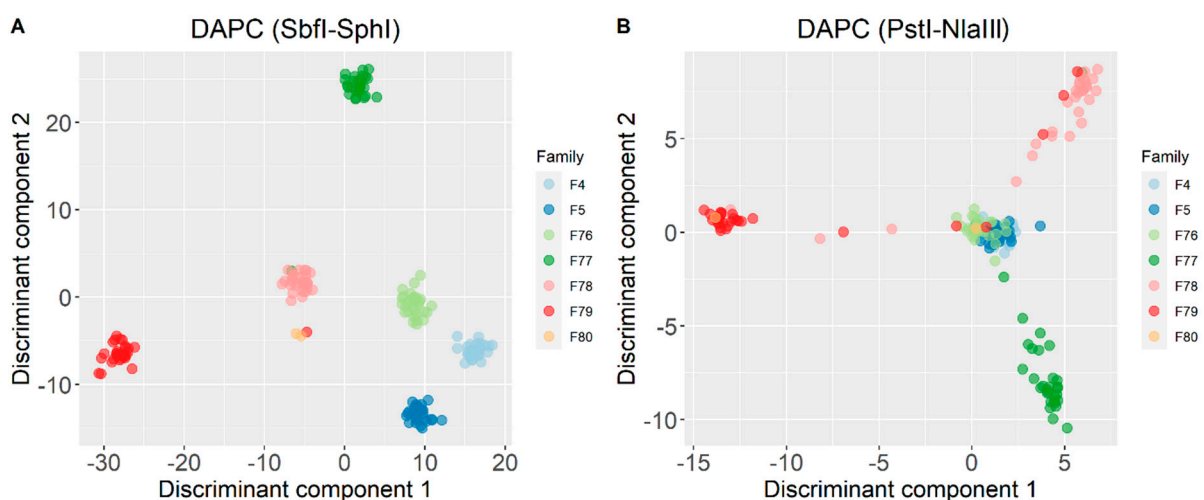 A
DAPC (SbfI-SphI)
Discriminant component 2
20
10
0
-10
-30
-20
-10
0
10
20
Discriminant component 1
Family
F4
F5
F76
F77
F78
F79
F80
B
DAPC (PstI-NlaIII)
Discriminant component 2
5
0
-5
-10
-15
-10
-5
0
5
Discriminant component 1
Family
F4
F5
F76
F77
F78
F79
F80